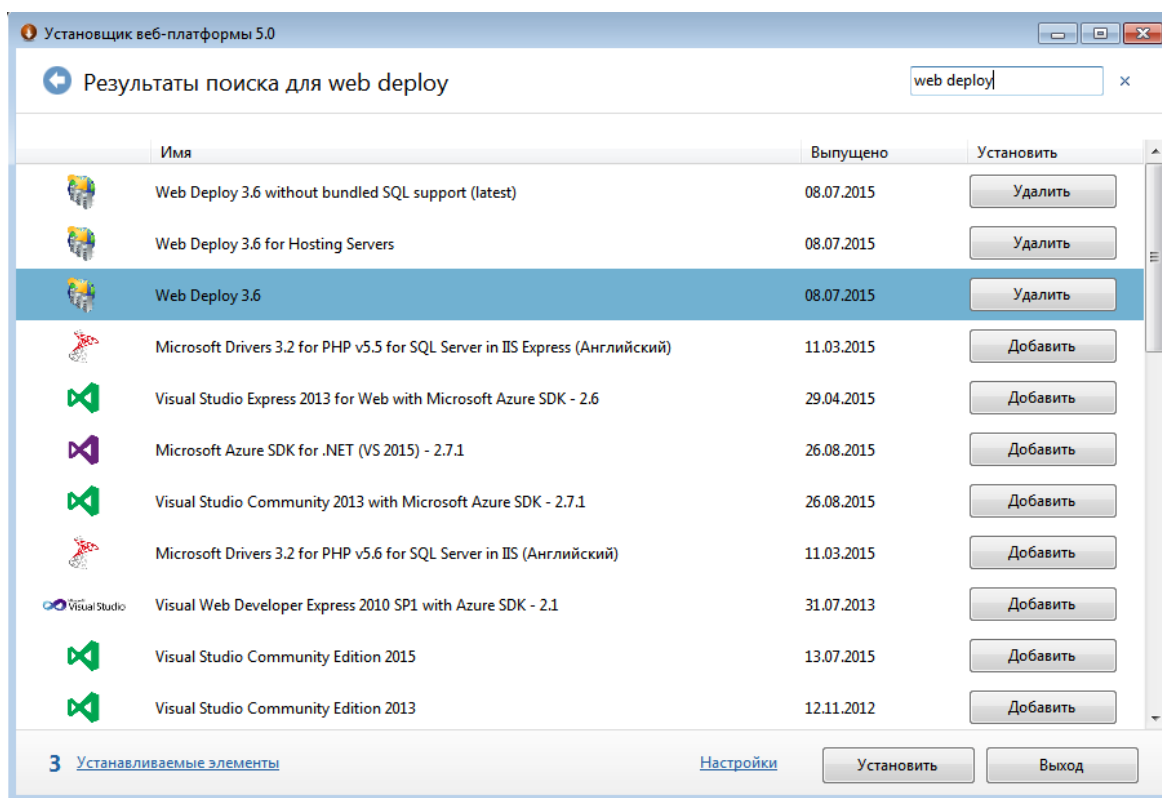 Установщик веб-платформы 5.0
Результаты поиска для web deploy web deploy
Имя Выпущено Установить
Web Deploy 3.6 without bundled SQL support (latest) 08.07.2015 Удалить
Web Deploy 3.6 for Hosting Servers 08.07.2015 Удалить
Web Deploy 3.6 08.07.2015 Удалить
Microsoft Drivers 3.2 for PHP v5.5 for SQL Server in IIS Express (Английский) 11.03.2015 Добавить
Visual Studio Express 2013 for Web with Microsoft Azure SDK - 2.6 29.04.2015 Добавить
Microsoft Azure SDK for .NET (VS 2015) - 2.7.1 26.08.2015 Добавить
Visual Studio Community 2013 with Microsoft Azure SDK - 2.7.1 26.08.2015 Добавить
Microsoft Drivers 3.2 for PHP v5.6 for SQL Server in IIS (Английский) 11.03.2015 Добавить
Visual Studio Visual Web Developer Express 2010 SP1 with Azure SDK - 2.1 31.07.2013 Добавить
Visual Studio Community Edition 2015 13.07.2015 Добавить
Visual Studio Community Edition 2013 12.11.2012 Добавить
3 Устанавливаемые элементы Настройки Установить Выход